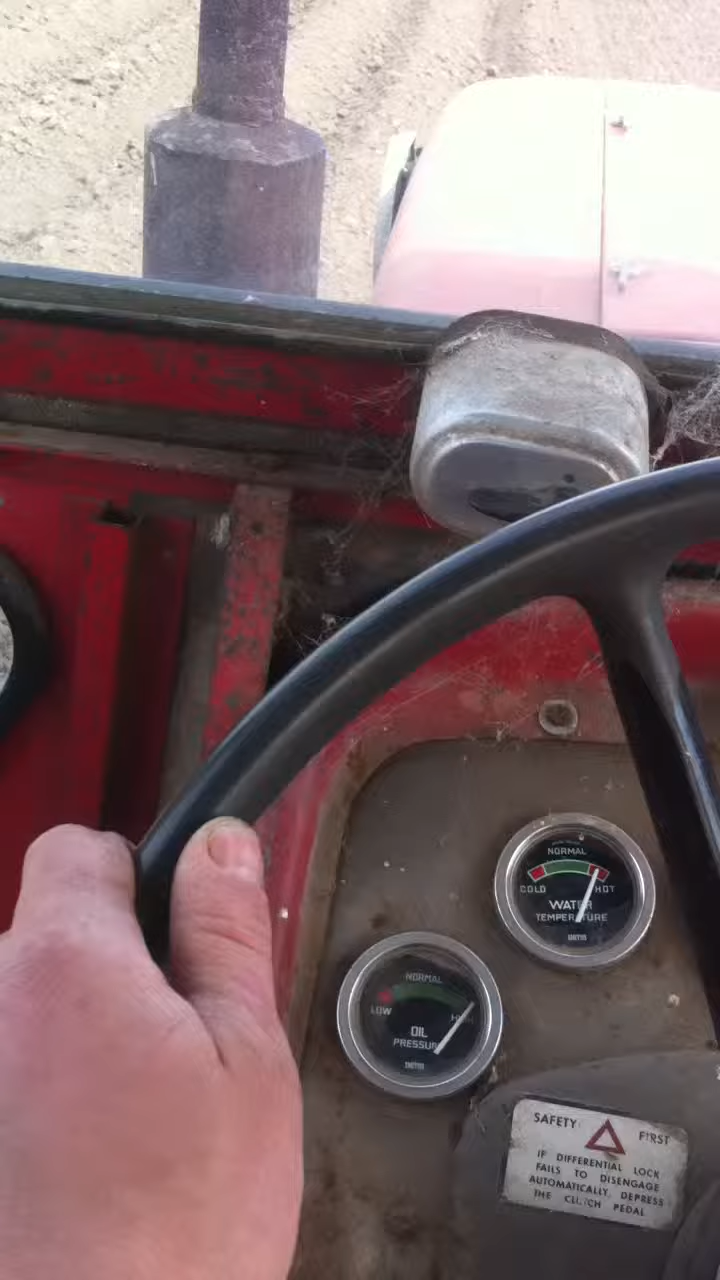 NORMAL
COLD
HOT
WATER
TEMPERATURE
NORMAL
LOW
HIGH
OIL
PRESSURE
SAFETY FIRST
IF DIFFERENTIAL LOCK
FAILS TO DISENGAGE
AUTOMATICALLY DEPRESS
THE CLUTCH PEDAL